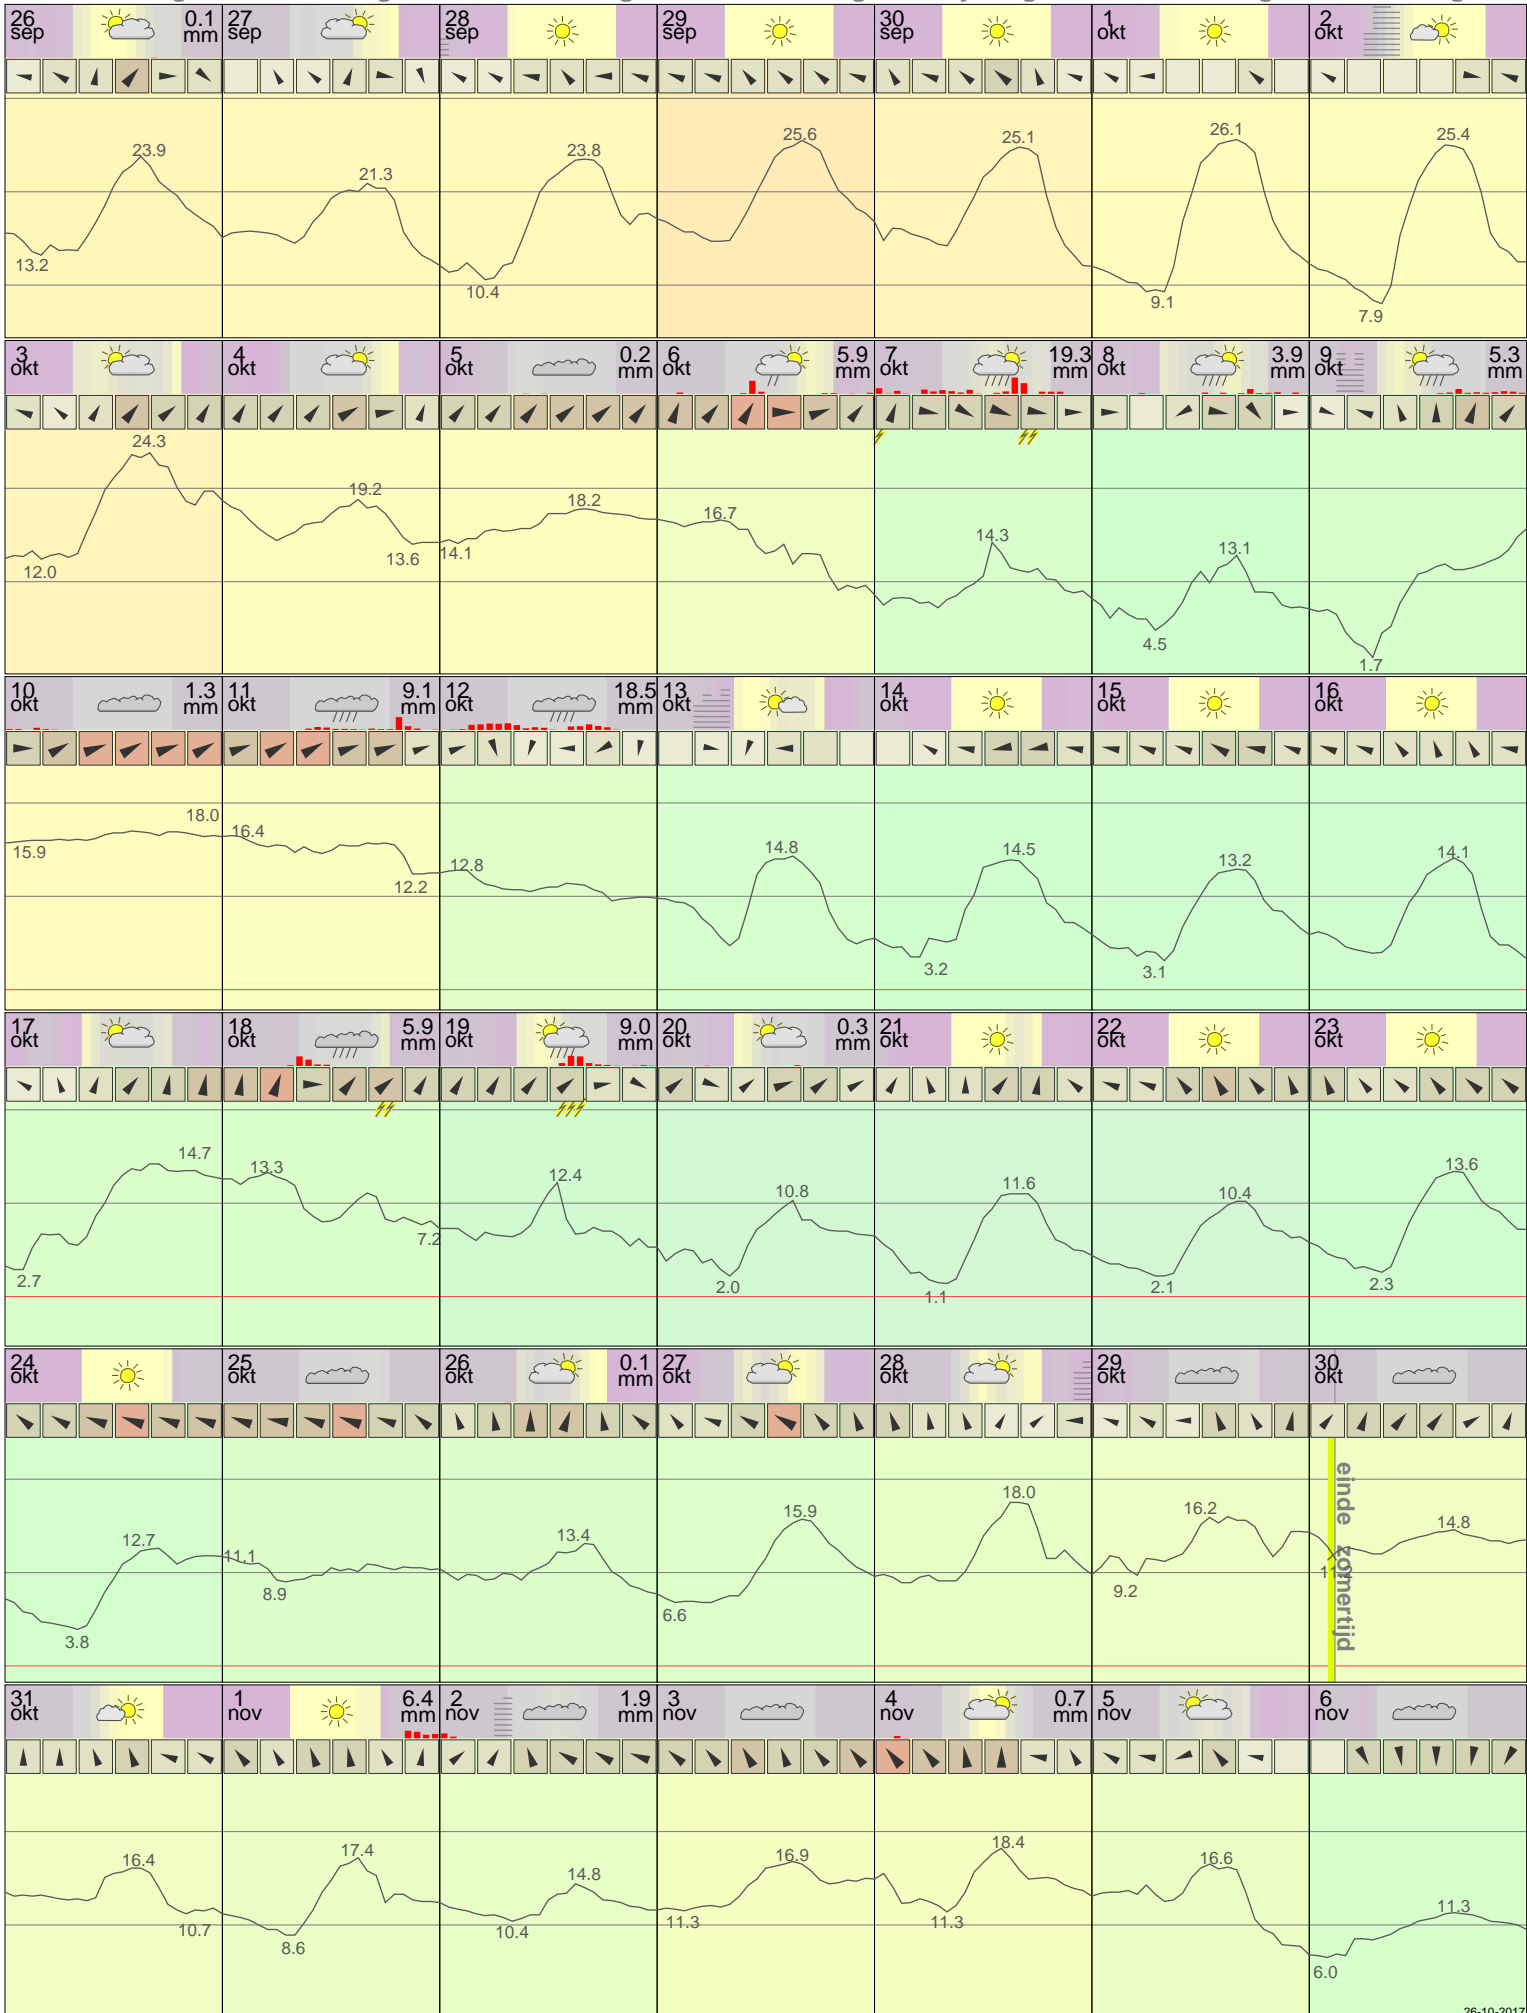 26 sep 0.1 mm 27 sep 28 sep 29 sep 30 sep 1 okt 2 okt
23.9 21.3 23.8 25.6 25.1 26.1 25.4
13.2 10.4 9.1 7.9
3 okt 4 okt 5 okt 0.2 mm 6 okt 5.9 mm 7 okt 19.3 mm 8 okt 3.9 mm 9 okt 5.3 mm
24.3 19.2 18.2 16.7 14.3 13.1
12.0 13.6 14.1 4.5 1.7
10 okt 1.3 mm 11 okt 9.1 mm 12 okt 18.5 mm 13 okt 14 okt 15 okt 16 okt
18.0 16.4 12.8 14.8 14.5 13.2 14.1
15.9 12.2 3.2 3.1
17 okt 18 okt 5.9 mm 19 okt 9.0 mm 20 okt 0.3 mm 21 okt 22 okt 23 okt
14.7 13.3 12.4 10.8 11.6 10.4 13.6
2.7 7.2 2.0 1.1 2.1 2.3
24 okt 25 okt 26 okt 0.1 mm 27 okt 28 okt 29 okt 30 okt
12.7 11.1 13.4 15.9 18.0 16.2 14.8
3.8 8.9 6.6 9.2
einde zomertijd
31 okt 1 nov 6.4 mm 2 nov 1.9 mm 3 nov 4 nov 0.7 mm 5 nov 6 nov
16.4 17.4 14.8 16.9 18.4 16.6 11.3
10.7 8.6 10.4 11.3 11.3 6.0
26-10-2017